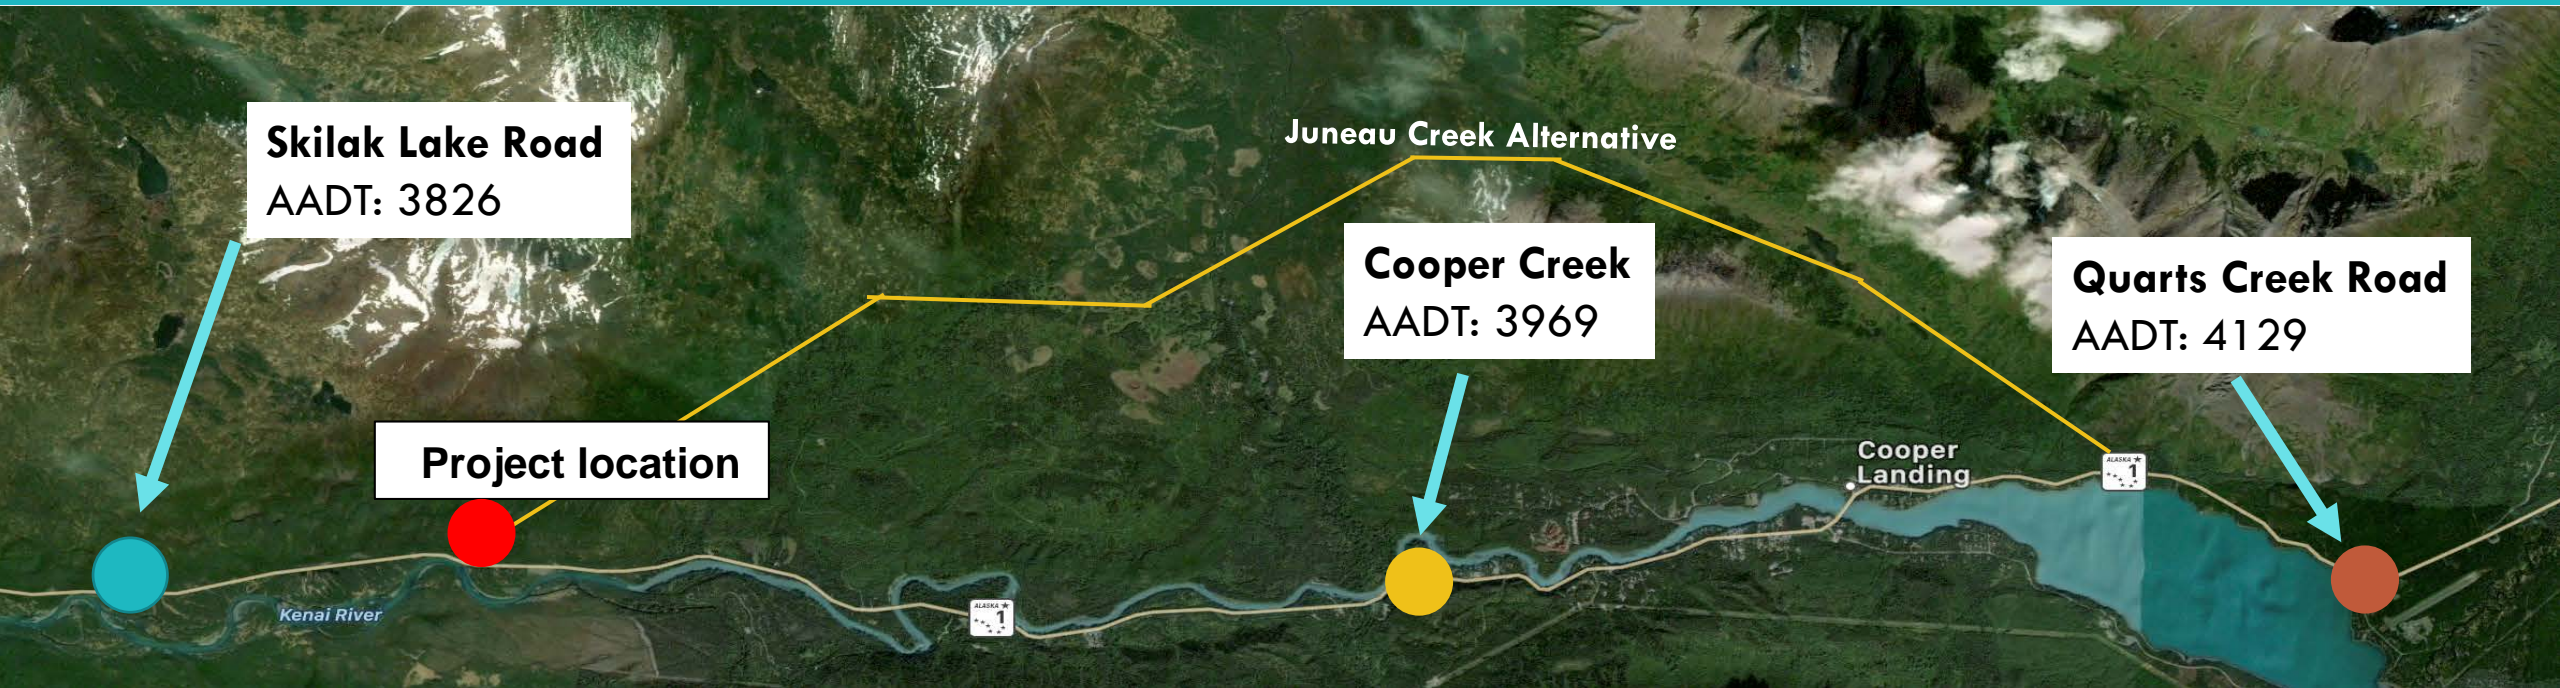 Juneau Creek Alternative
Skilak Lake Road
AADT: 3826
Cooper Creek
AADT: 3969
Quarts Creek Road
AADT: 4129
Project location
Cooper
Landing
ALASKA
1
Kenai River
ALASKA
1